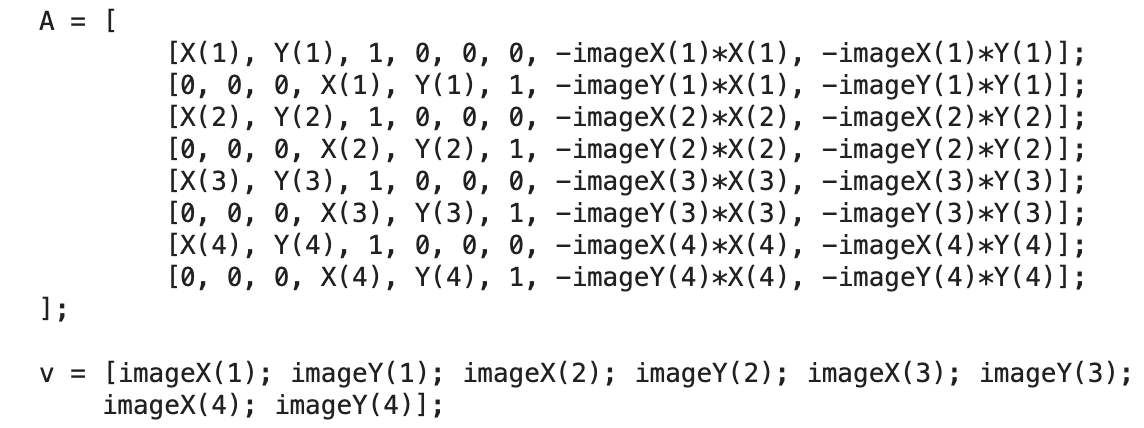 A = [
[X(1), Y(1), 1, 0, 0, 0, -imageX(1)*X(1), -imageX(1)*Y(1)];
[0, 0, 0, X(1), Y(1), 1, -imageY(1)*X(1), -imageY(1)*Y(1)];
[X(2), Y(2), 1, 0, 0, 0, -imageX(2)*X(2), -imageX(2)*Y(2)];
[0, 0, 0, X(2), Y(2), 1, -imageY(2)*X(2), -imageY(2)*Y(2)];
[X(3), Y(3), 1, 0, 0, 0, -imageX(3)*X(3), -imageX(3)*Y(3)];
[0, 0, 0, X(3), Y(3), 1, -imageY(3)*X(3), -imageY(3)*Y(3)];
[X(4), Y(4), 1, 0, 0, 0, -imageX(4)*X(4), -imageX(4)*Y(4)];
[0, 0, 0, X(4), Y(4), 1, -imageY(4)*X(4), -imageY(4)*Y(4)];
];
v = [imageX(1); imageY(1); imageX(2); imageY(2); imageX(3); imageY(3);
imageX(4); imageY(4)];